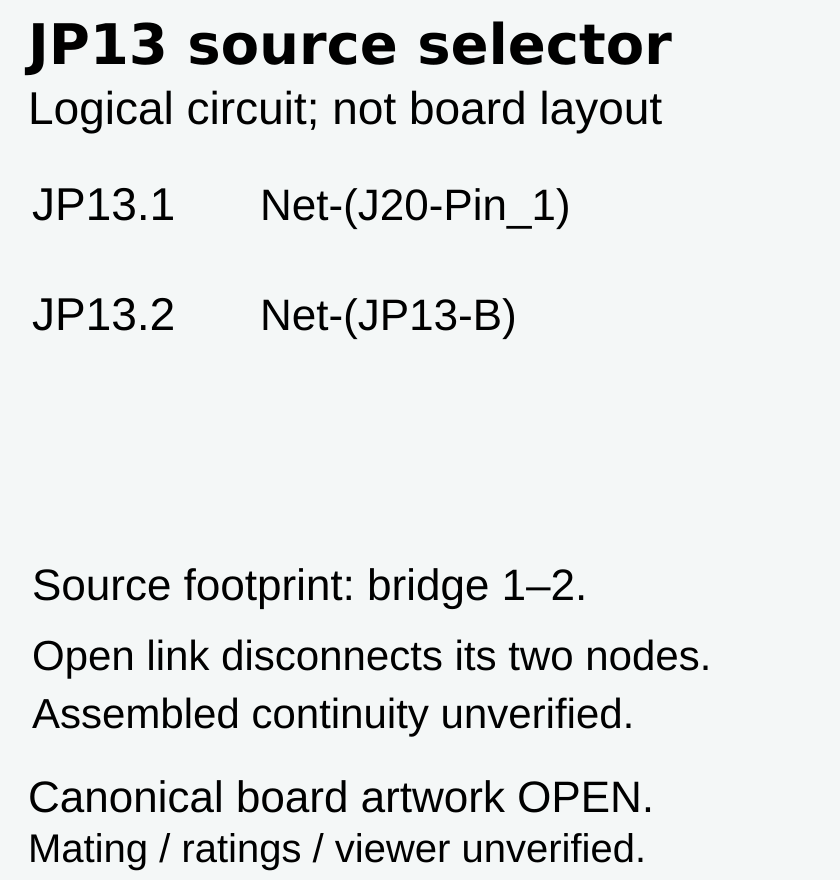 JP13 source selector
Logical circuit; not board layout
JP13.1 Net-(J20-Pin_1)
JP13.2 Net-(JP13-B)
Source footprint: bridge 1–2.
Open link disconnects its two nodes.
Assembled continuity unverified.
Canonical board artwork OPEN.
Mating / ratings / viewer unverified.